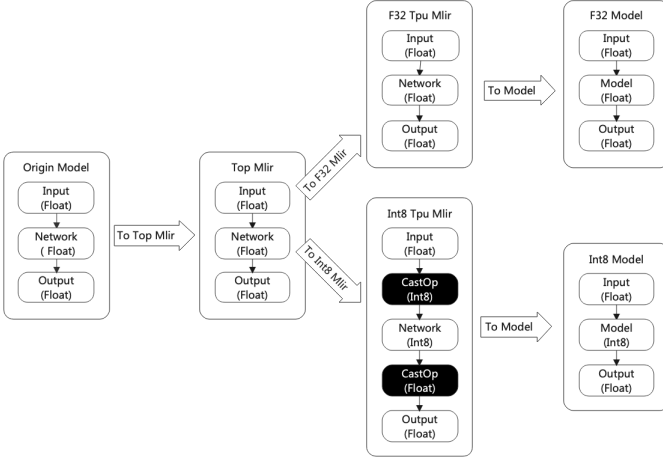 Origin Model
Input
(Float)
Network
( Float)
Output
(Float)
To Top Mlir
Top Mlir
Input
(Float)
Network
(Float)
Output
(Float)
To F32 Mlir
To Int8 Mlir
F32 Tpu Mlir
Input
(Float)
Network
(Float)
Output
(Float)
To Model
F32 Model
Input
(Float)
Model
(Float)
Output
(Float)
Int8 Tpu Mlir
Input
(Float)
CastOp
(Int8)
Network
(Int8)
CastOp
(Float)
Output
(Float)
To Model
Int8 Model
Input
(Float)
Model
(Int8)
Output
(Float)